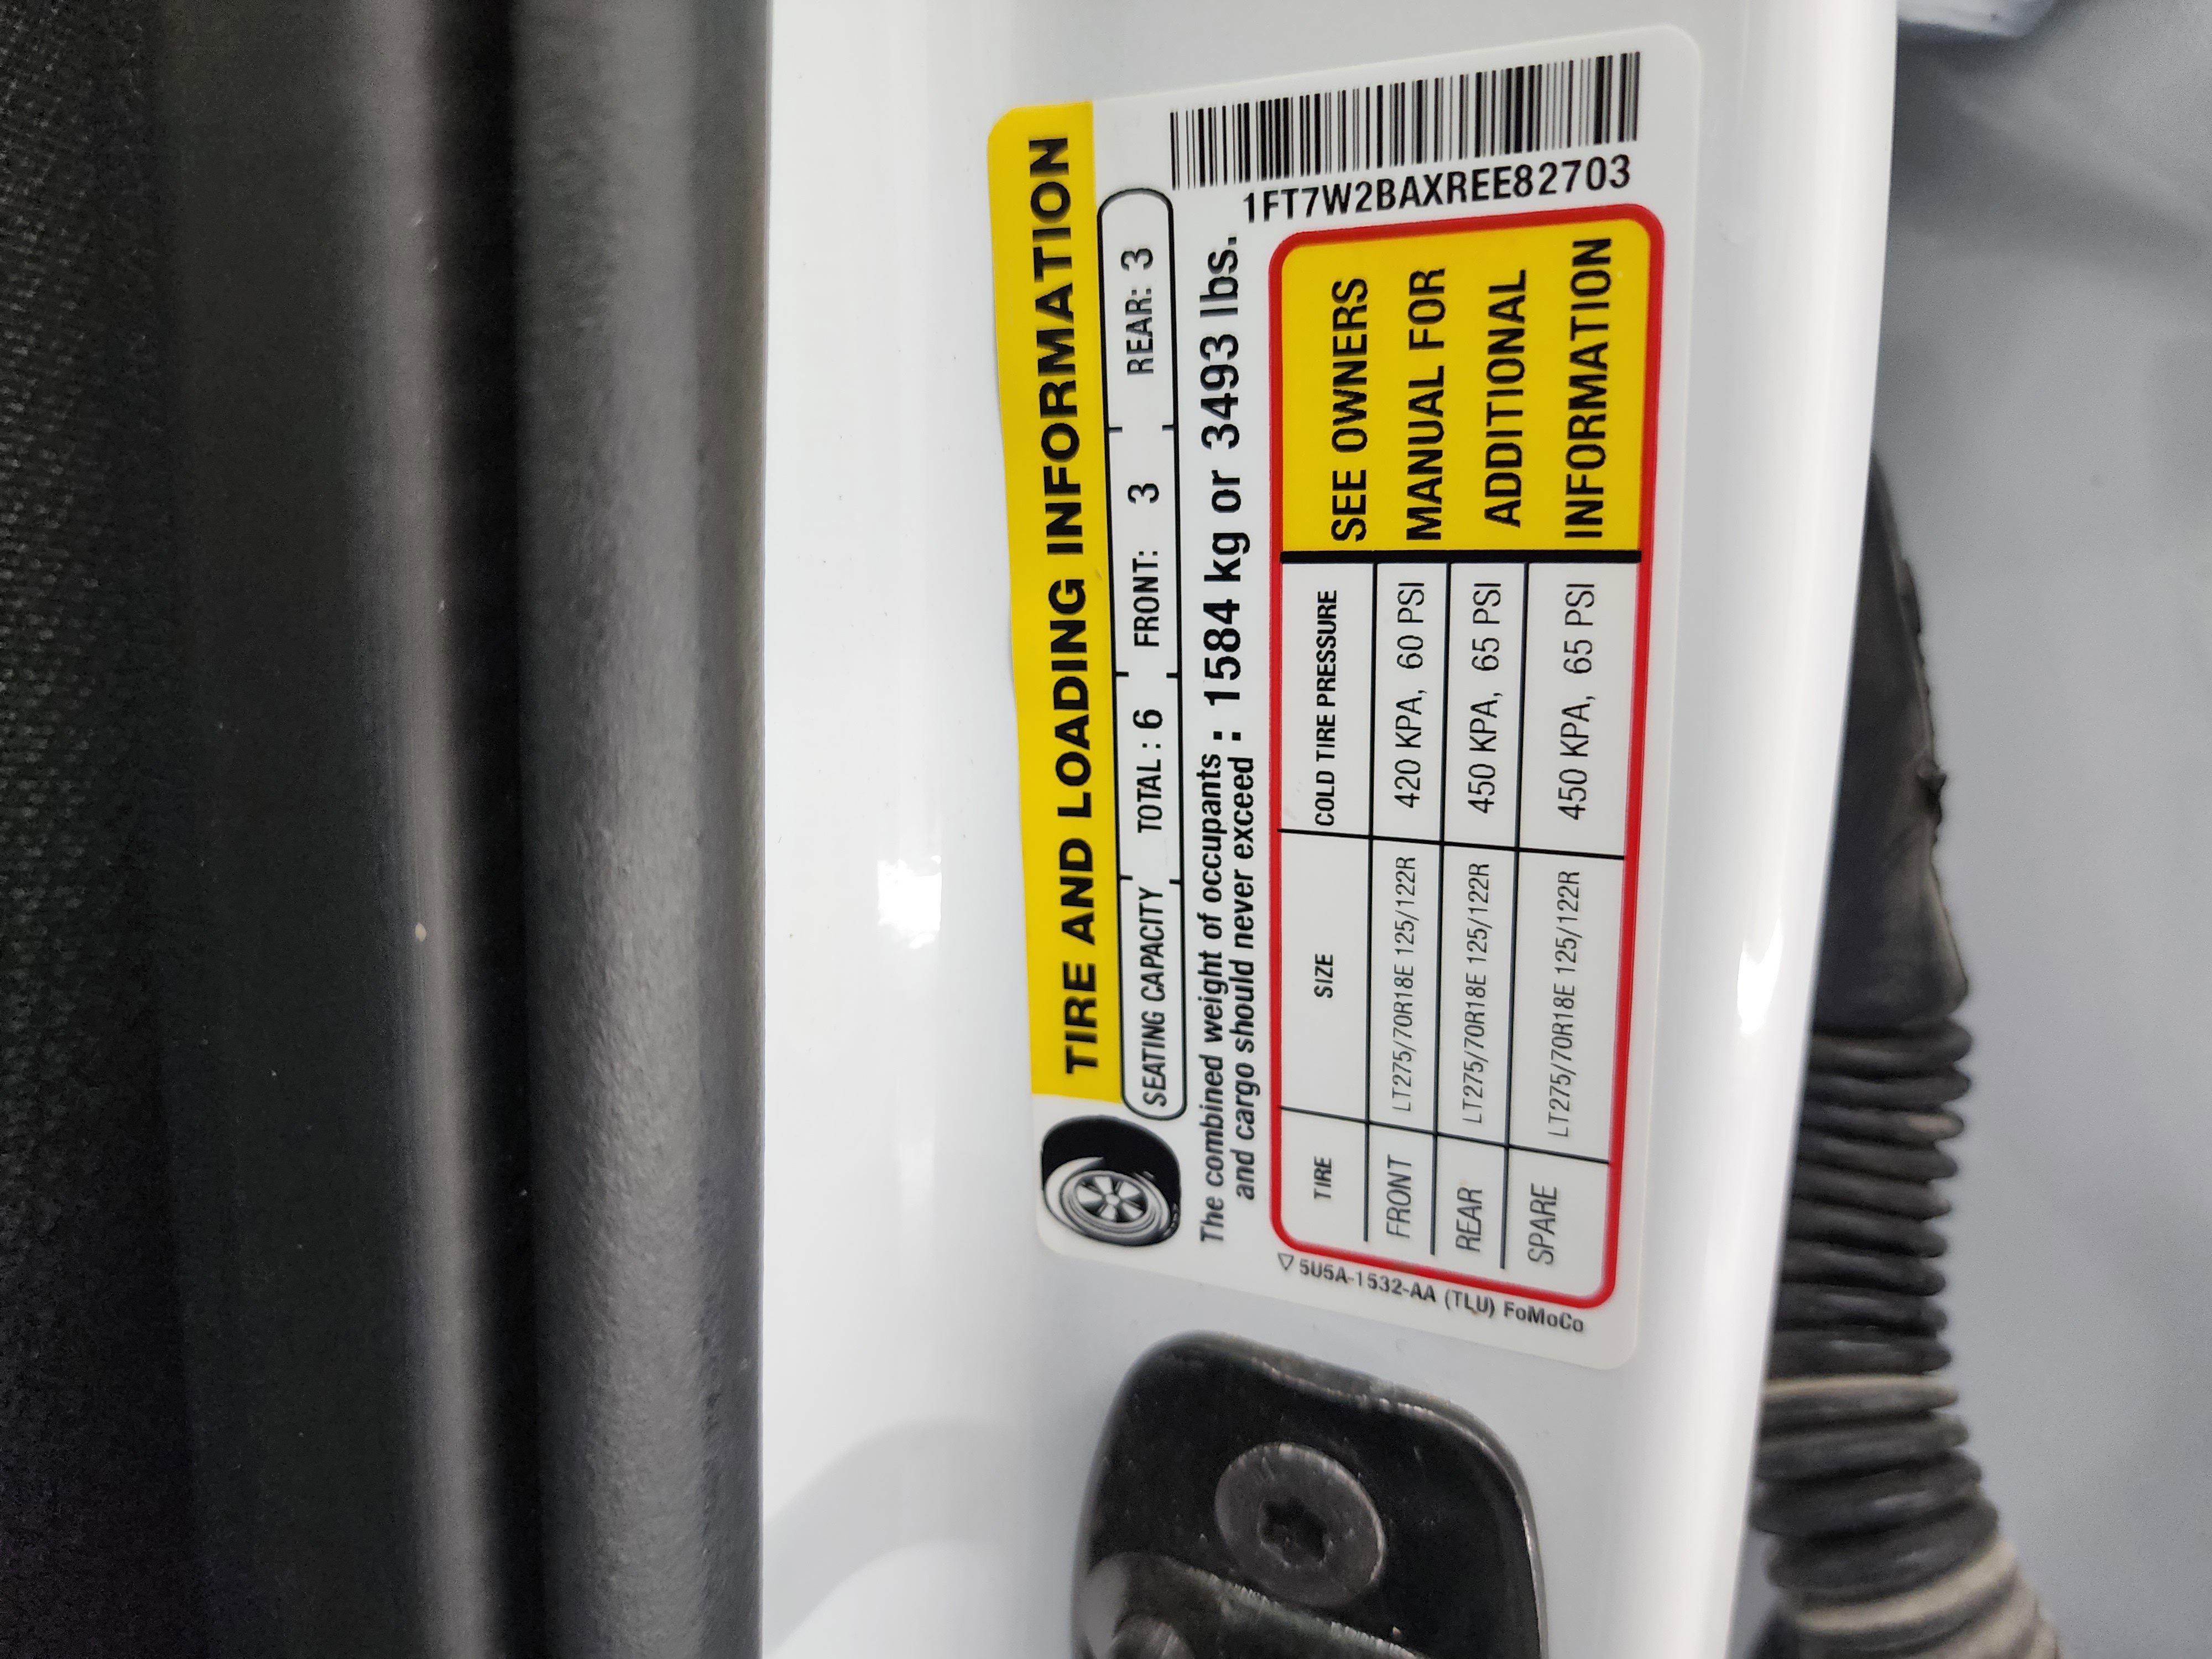 TIRE AND LOADING INFORMATION
SEATING CAPACITY TOTAL : 6 FRONT: 3 REAR: 3
The combined weight of occupants : 1584 kg or 3493 lbs.
and cargo should never exceed :
TIRE SIZE COLD TIRE PRESSURE
FRONT LT275/70R18E 125/122R 420 KPA, 60 PSI
REAR LT275/70R18E 125/122R 450 KPA, 65 PSI
SPARE LT275/70R18E 125/122R 450 KPA, 65 PSI
SEE OWNERS
MANUAL FOR
ADDITIONAL
INFORMATION
1FT7W2BAXREE82703
5U5A-1532-AA (TLU) FoMoCo